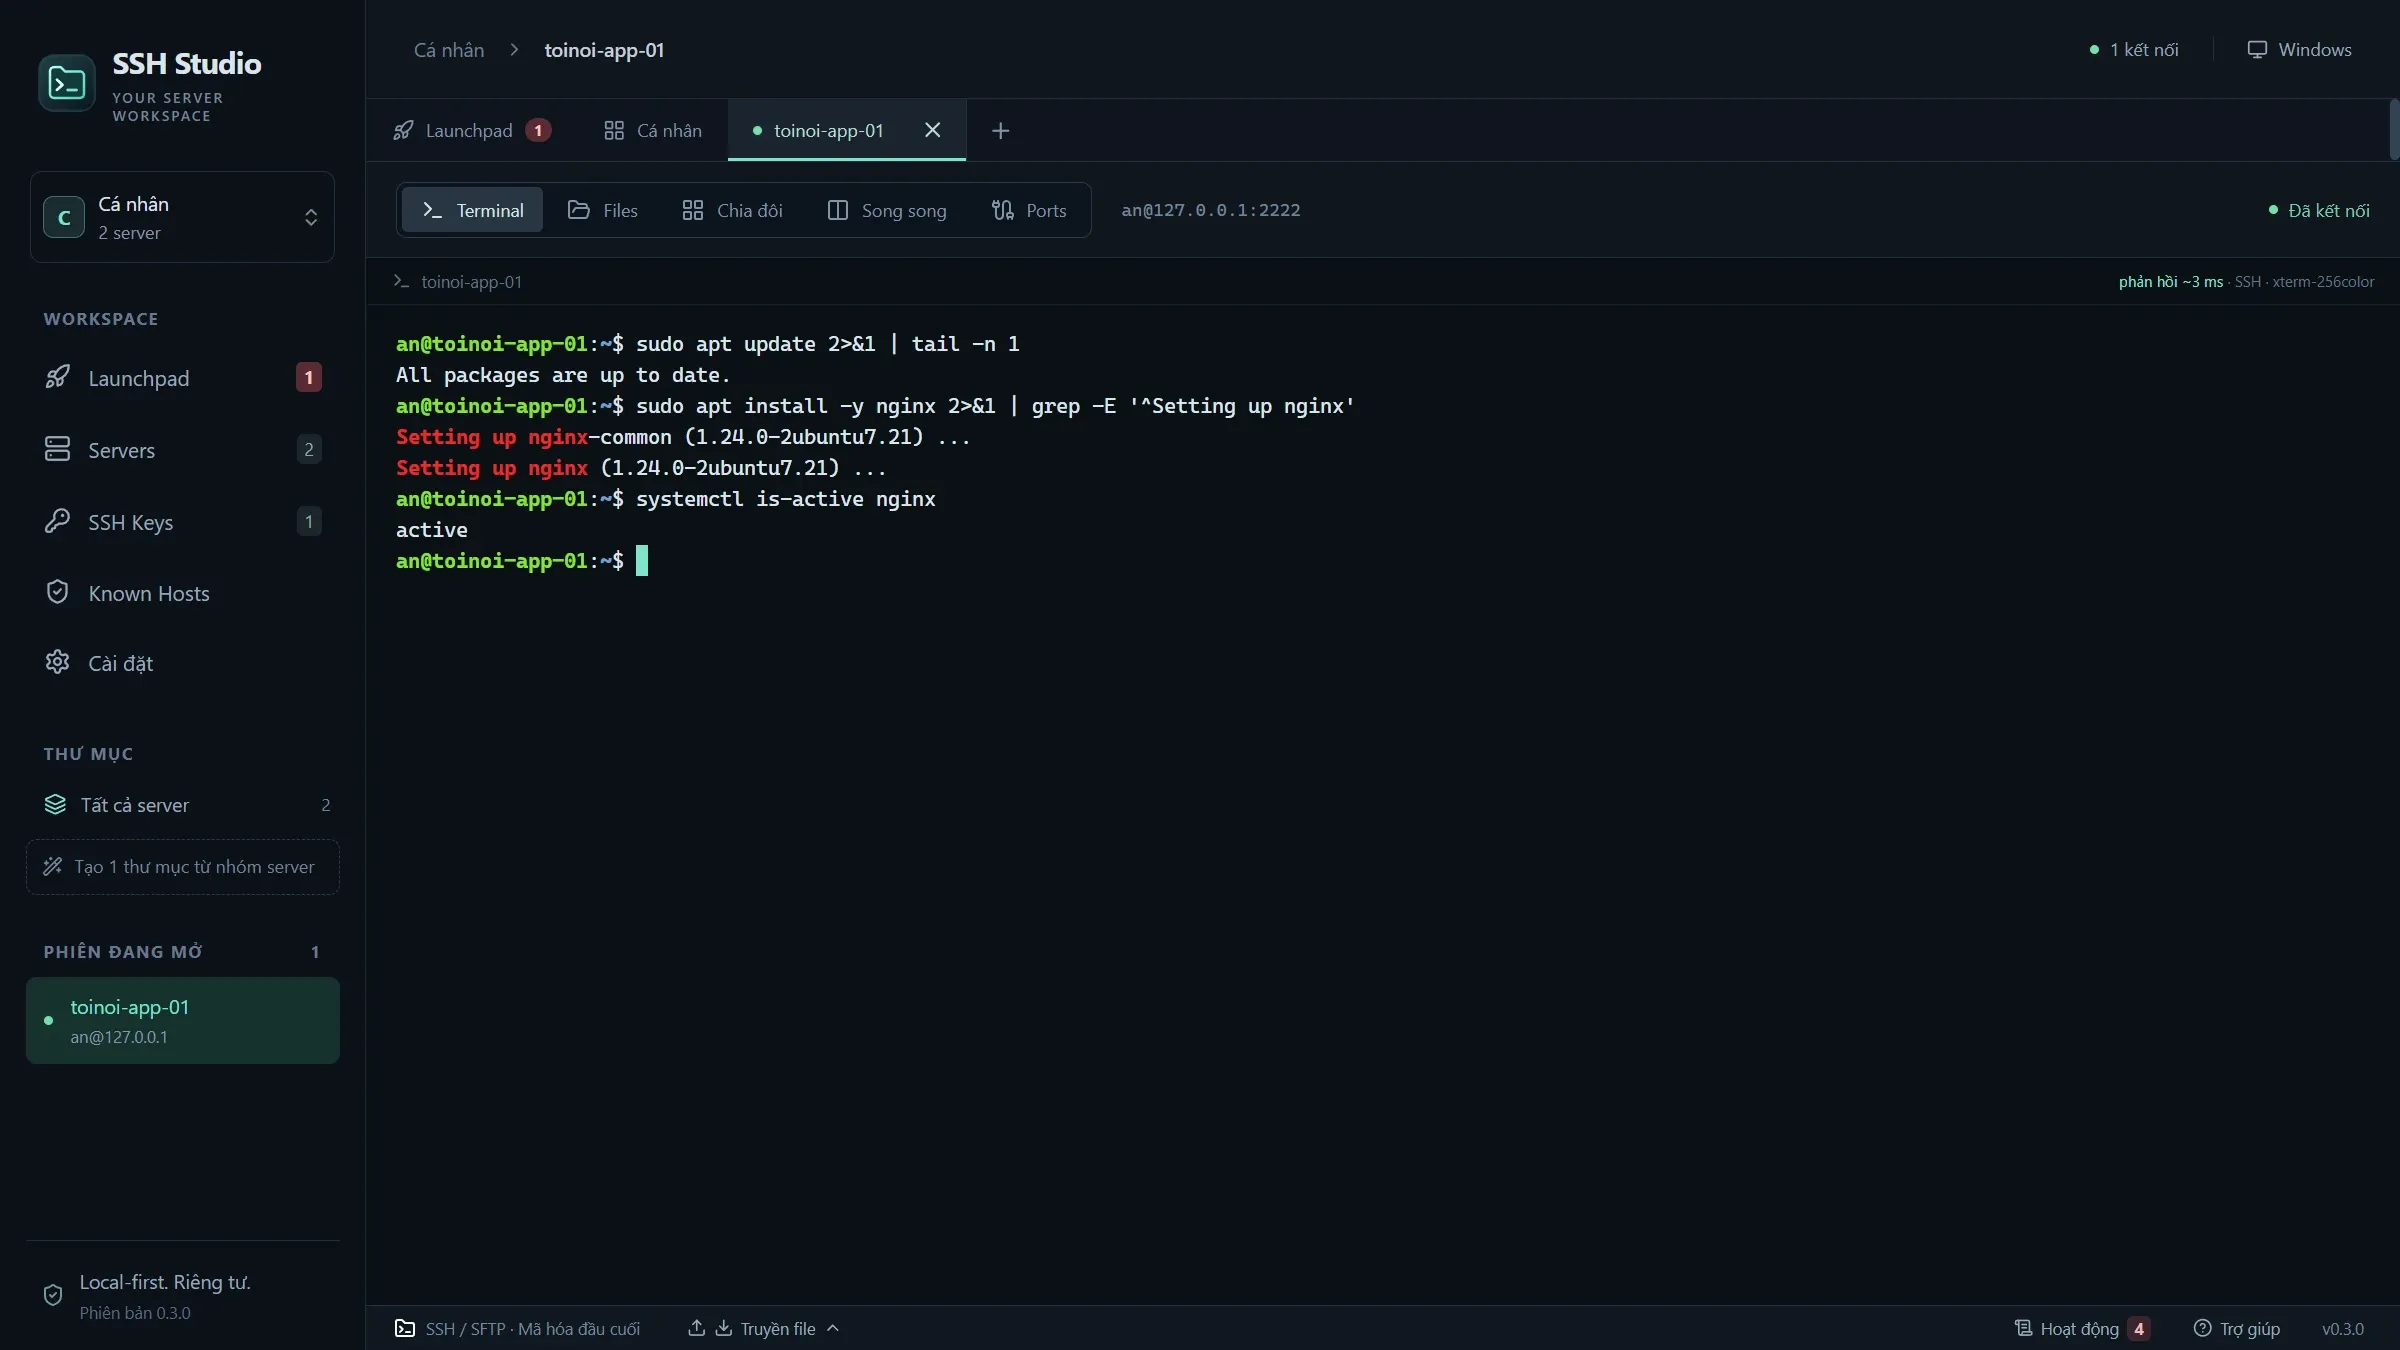 SSH Studio
YOUR SERVER
WORKSPACE
C
Cá nhân
2 server
WORKSPACE
Launchpad 1
Servers 2
SSH Keys 1
Known Hosts
Cài đặt
THƯ MỤC
Tất cả server 2
Tạo 1 thư mục từ nhóm server
PHIÊN ĐANG MỞ 1
toinoi-app-01
an@127.0.0.1
Local-first. Riêng tư.
Phiên bản 0.3.0
Cá nhân > toinoi-app-01
1 kết nối
Windows
Launchpad 1
Cá nhân
toinoi-app-01
Terminal
Files
Chia đôi
Song song
Ports
an@127.0.0.1:2222
Đã kết nối
toinoi-app-01
phản hồi ~3 ms · SSH · xterm-256color
an@toinoi-app-01:~$ sudo apt update 2>&1 | tail -n 1
All packages are up to date.
an@toinoi-app-01:~$ sudo apt install -y nginx 2>&1 | grep -E '^Setting up nginx'
Setting up nginx-common (1.24.0-2ubuntu7.21) ...
Setting up nginx (1.24.0-2ubuntu7.21) ...
an@toinoi-app-01:~$ systemctl is-active nginx
active
an@toinoi-app-01:~$
SSH / SFTP · Mã hóa đầu cuối
Truyền file
Hoạt động 4
Trợ giúp
v0.3.0